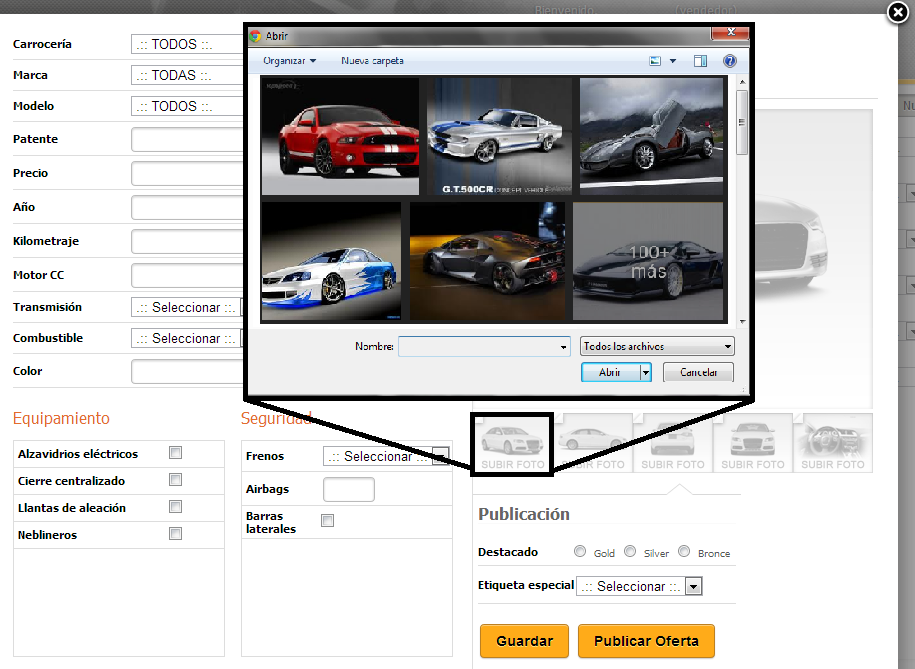 Bienvenido (vendedor)
Carrocería .:: TODOS ::.
Marca .:: TODAS ::.
Modelo .:: TODOS ::.
Patente
Precio
Año
Kilometraje
Motor CC
Transmisión .:: Seleccionar ::.
Combustible .:: Seleccionar ::.
Color
Abrir
Organizar Nueva carpeta
G.T.500CR CONCEPT VEHICLE
100+
más
Nombre: Todos los archivos
Abrir Cancelar
Nu
Equipamiento
Alzavidrios eléctricos
Cierre centralizado
Llantas de aleación
Neblineros
Seguridad
Frenos .:: Seleccionar ::.
Airbags
Barras
laterales
SUBIR FOTO
SUBIR FOTO
SUBIR FOTO
SUBIR FOTO
SUBIR FOTO
Publicación
Destacado Gold Silver Bronce
Etiqueta especial .:: Seleccionar ::.
Guardar Publicar Oferta